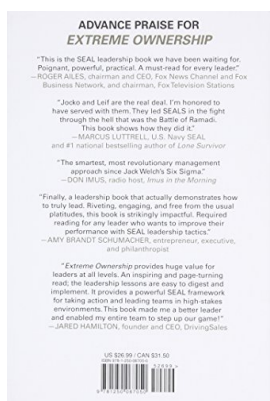 ADVANCE PRAISE FOR
EXTREME OWNERSHIP
"This is the SEAL leadership book we have been waiting for.
Poignant, powerful, practical. A must-read for every leader."
—ROGER AILES, chairman and CEO, Fox News Channel and Fox
Business Network, and chairman, Fox Television Stations
"Jocko and Leif are the real deal. I'm honored to
have served with them. They led SEALS in the fight
through the hell that was the Battle of Ramadi.
This book shows how they did it."
—MARCUS LUTTRELL, U.S. Navy SEAL
and #1 national bestselling author of Lone Survivor
"The smartest, most revolutionary management
approach since Jack Welch's Six Sigma."
—DON IMUS, radio host, Imus in the Morning
"Finally, a leadership book that actually demonstrates how
to truly lead. Riveting, engaging, and free from the usual
platitudes, this book is strikingly impactful. Required
reading for any leader who wants to improve their
performance with SEAL leadership tactics."
—AMY BRANDT SCHUMACHER, entrepreneur, executive,
and philanthropist
"Extreme Ownership provides huge value for
leaders at all levels. An inspiring and page-turning
read; the leadership lessons are easy to digest and
implement. It provides a powerful SEAL framework
for taking action and leading teams in high-stakes
environments. This book made me a better leader
and enabled my entire team to step up our game!"
—JARED HAMILTON, founder and CEO, DrivingSales
US $26.99 / CAN $31.50
ISBN 978-1-250-06705-0
52699
9 781250 067050